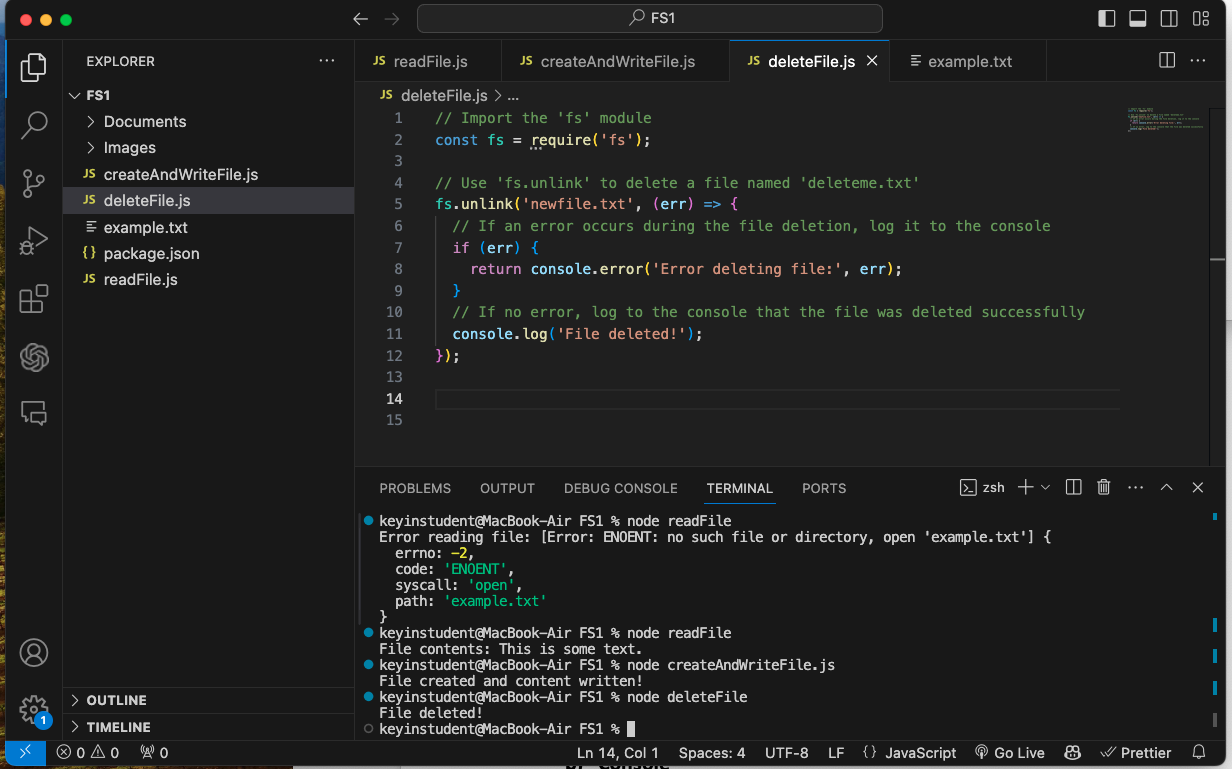 FS1
EXPLORER
FS1
Documents
Images
JS createAndWriteFile.js
JS deleteFile.js
example.txt
{} package.json
JS readFile.js
OUTLINE
TIMELINE
1
JS readFile.js
JS createAndWriteFile.js
JS deleteFile.js
example.txt
JS deleteFile.js > ...
1 // Import the 'fs' module
2 const fs = require('fs');
3
4 // Use 'fs.unlink' to delete a file named 'deleteme.txt'
5 fs.unlink('newfile.txt', (err) => {
6 // If an error occurs during the file deletion, log it to the console
7 if (err) {
8 return console.error('Error deleting file:', err);
9 }
10 // If no error, log to the console that the file was deleted successfully
11 console.log('File deleted!');
12 });
13
14
15
PROBLEMS OUTPUT DEBUG CONSOLE TERMINAL PORTS
zsh
keyinstudent@MacBook-Air FS1 % node readFile
Error reading file: [Error: ENOENT: no such file or directory, open 'example.txt'] {
errno: -2,
code: 'ENOENT',
syscall: 'open',
path: 'example.txt'
}
keyinstudent@MacBook-Air FS1 % node readFile
File contents: This is some text.
keyinstudent@MacBook-Air FS1 % node createAndWriteFile.js
File created and content written!
keyinstudent@MacBook-Air FS1 % node deleteFile
File deleted!
keyinstudent@MacBook-Air FS1 %
0 0 0 Ln 14, Col 1 Spaces: 4 UTF-8 LF {} JavaScript Go Live Prettier